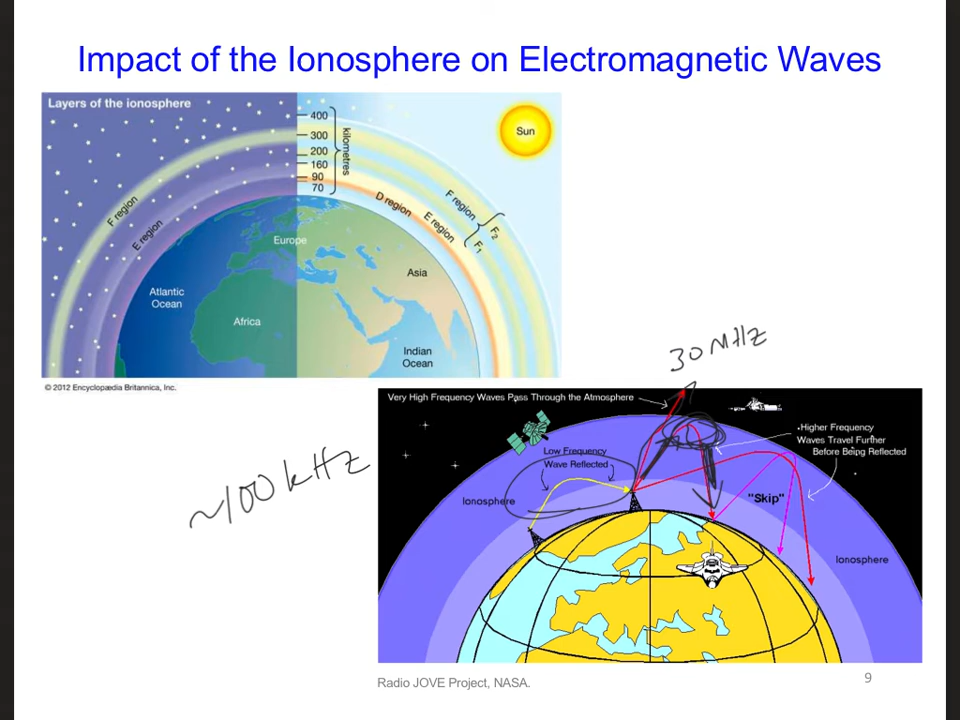 Impact of the Ionosphere on Electromagnetic Waves
Layers of the ionosphere
400
300
200
160
90
70
kilometres
Sun
F region
E region
D region
E region
F region
F₂
F₁
Europe
Asia
Atlantic
Ocean
Africa
Indian
Ocean
© 2012 Encyclopædia Britannica, Inc.
30 MHz
~100 kHz
Very High Frequency Waves Pass Through the Atmosphere
Higher Frequency
Waves Travel Further
Before Being Reflected
Low Frequency
Wave Reflected
Ionosphere
"Skip"
Ionosphere
Radio JOVE Project, NASA.
9